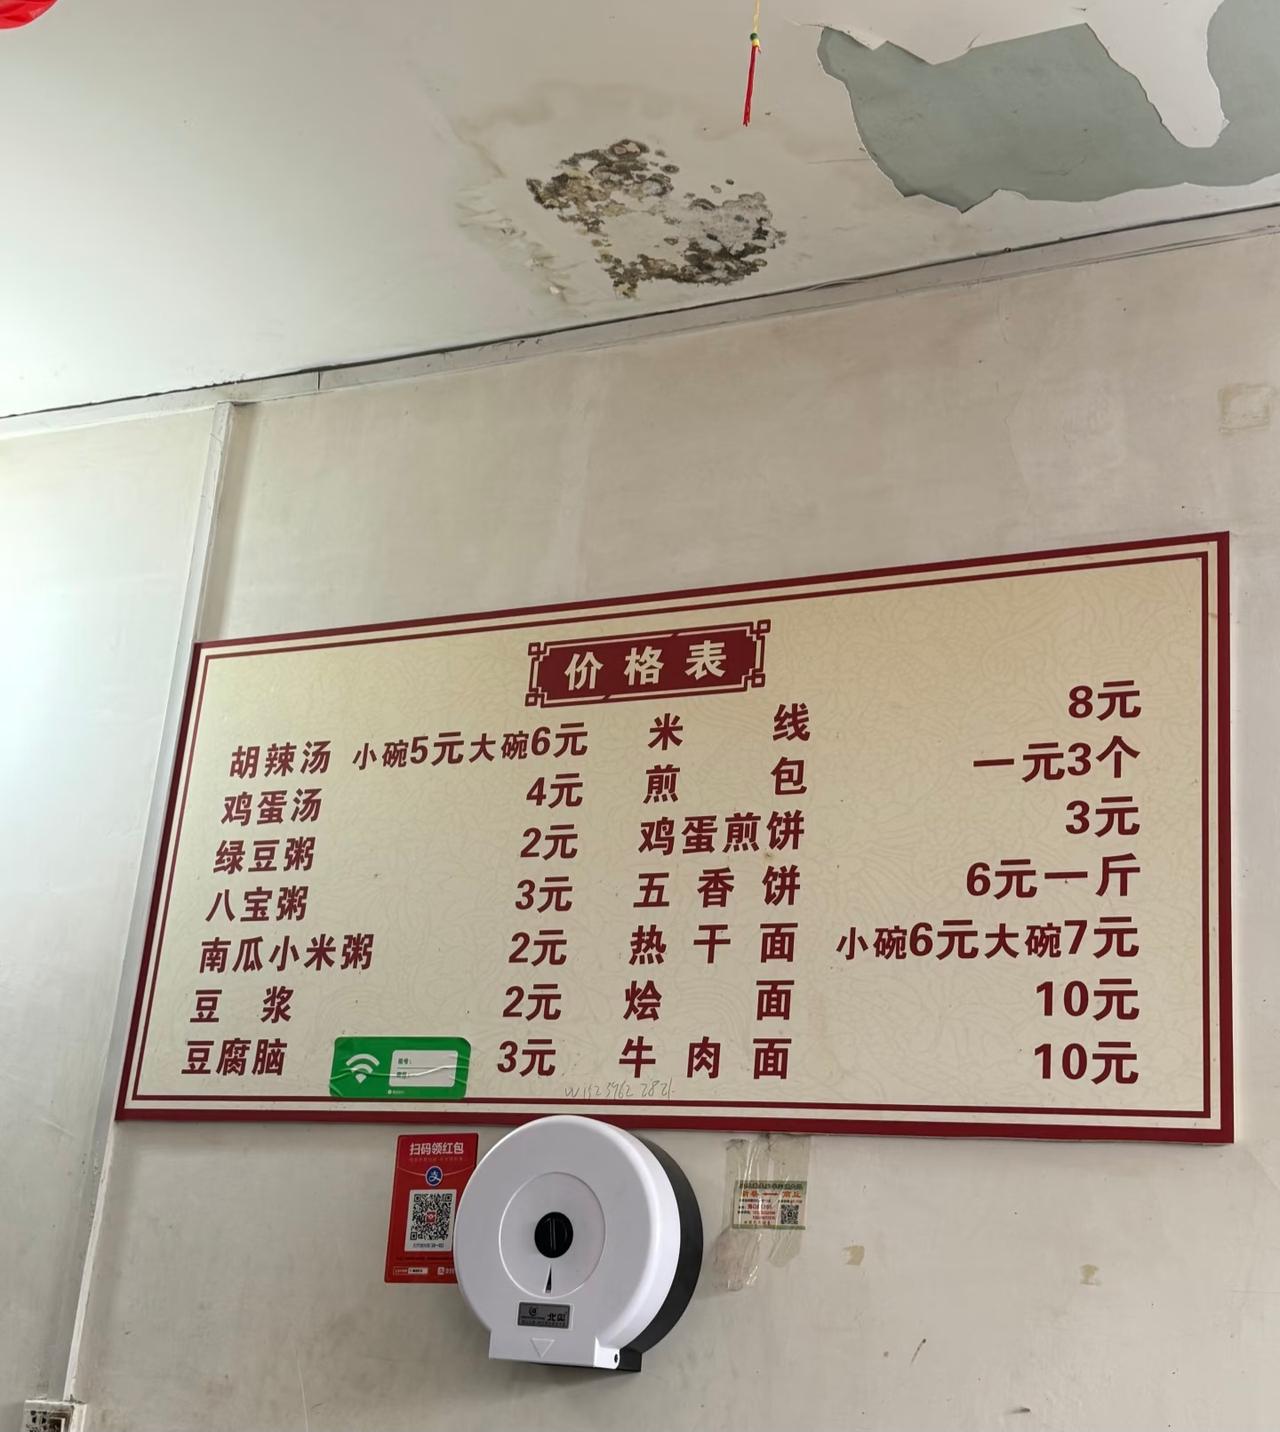 价格表
胡辣汤 小碗5元大碗6元
鸡蛋汤 4元
绿豆粥 2元
八宝粥 3元
南瓜小米粥 2元
豆浆 2元
豆腐脑 3元
米线 8元
煎包 一元3个
鸡蛋煎饼 3元
五香饼 6元一斤
热干面 小碗6元大碗7元
烩面 10元
牛肉面 10元
扫码领红包